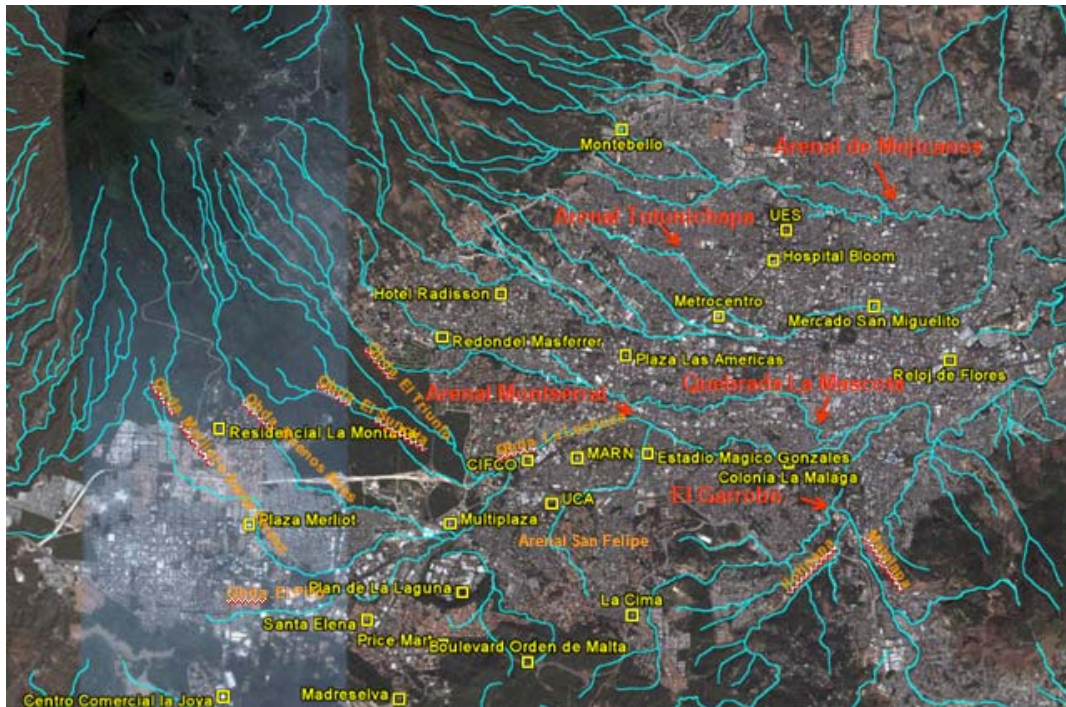 Montebello
Arenal de Mejicanos
Arenal Tutunichapa
UES
Hospital Bloom
Hotel Radisson
Metrocentro
Mercado San Miguelito
Redondel Masferrer
Plaza Las Americas
Reloj de Flores
Qbda. El Triunfo
Arenal Montserrat
Quebrada La Mascota
Residencial La Monta
CIFCO
MARN
Estadio Magico Gonzales
Colonia La Malaga
El Garrobo
UCA
Plaza Merliot
Multiplaza
Arenal San Felipe
Plan de La Laguna
Qbda. El
La Cima
Santa Elena
Price Mart
Boulevard Orden de Malta
Centro Comercial la Joya
Madreselva